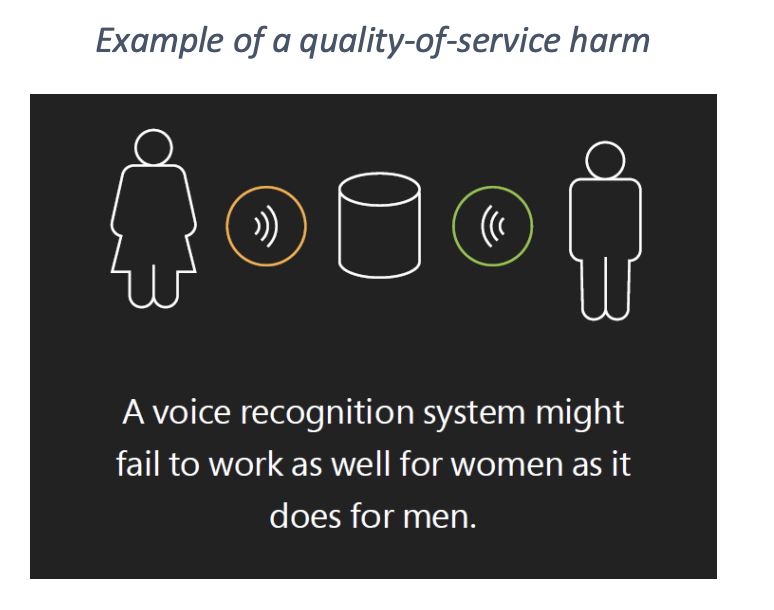 Example of a quality-of-service harm
A voice recognition system might
fail to work as well for women as it
does for men.